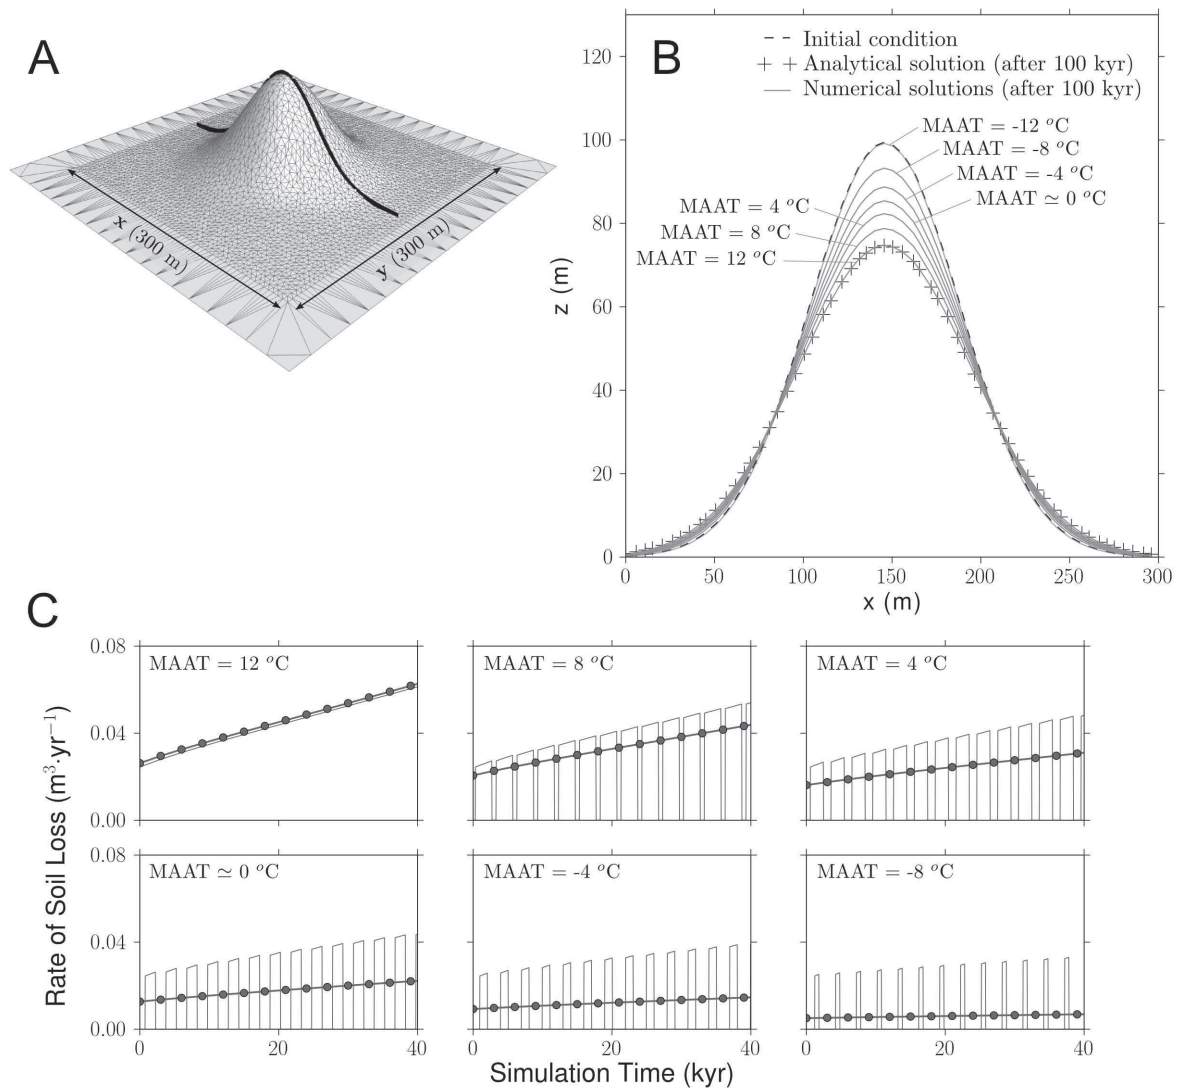 A
x (300 m)
y (300 m)
B
Initial condition
Analytical solution (after 100 kyr)
Numerical solutions (after 100 kyr)
MAAT = -12 °C
MAAT = -8 °C
MAAT = -4 °C
MAAT ≃ 0 °C
MAAT = 4 °C
MAAT = 8 °C
MAAT = 12 °C
120
100
80
60
40
20
0
z (m)
0 50 100 150 200 250 300
x (m)
C
Rate of Soil Loss (m³·yr⁻¹)
0.08
0.04
0.00
MAAT = 12 °C
MAAT = 8 °C
MAAT = 4 °C
0.08
0.04
0.00
MAAT ≃ 0 °C
MAAT = -4 °C
MAAT = -8 °C
0 20 40 0 20 40 0 20 40
Simulation Time (kyr)